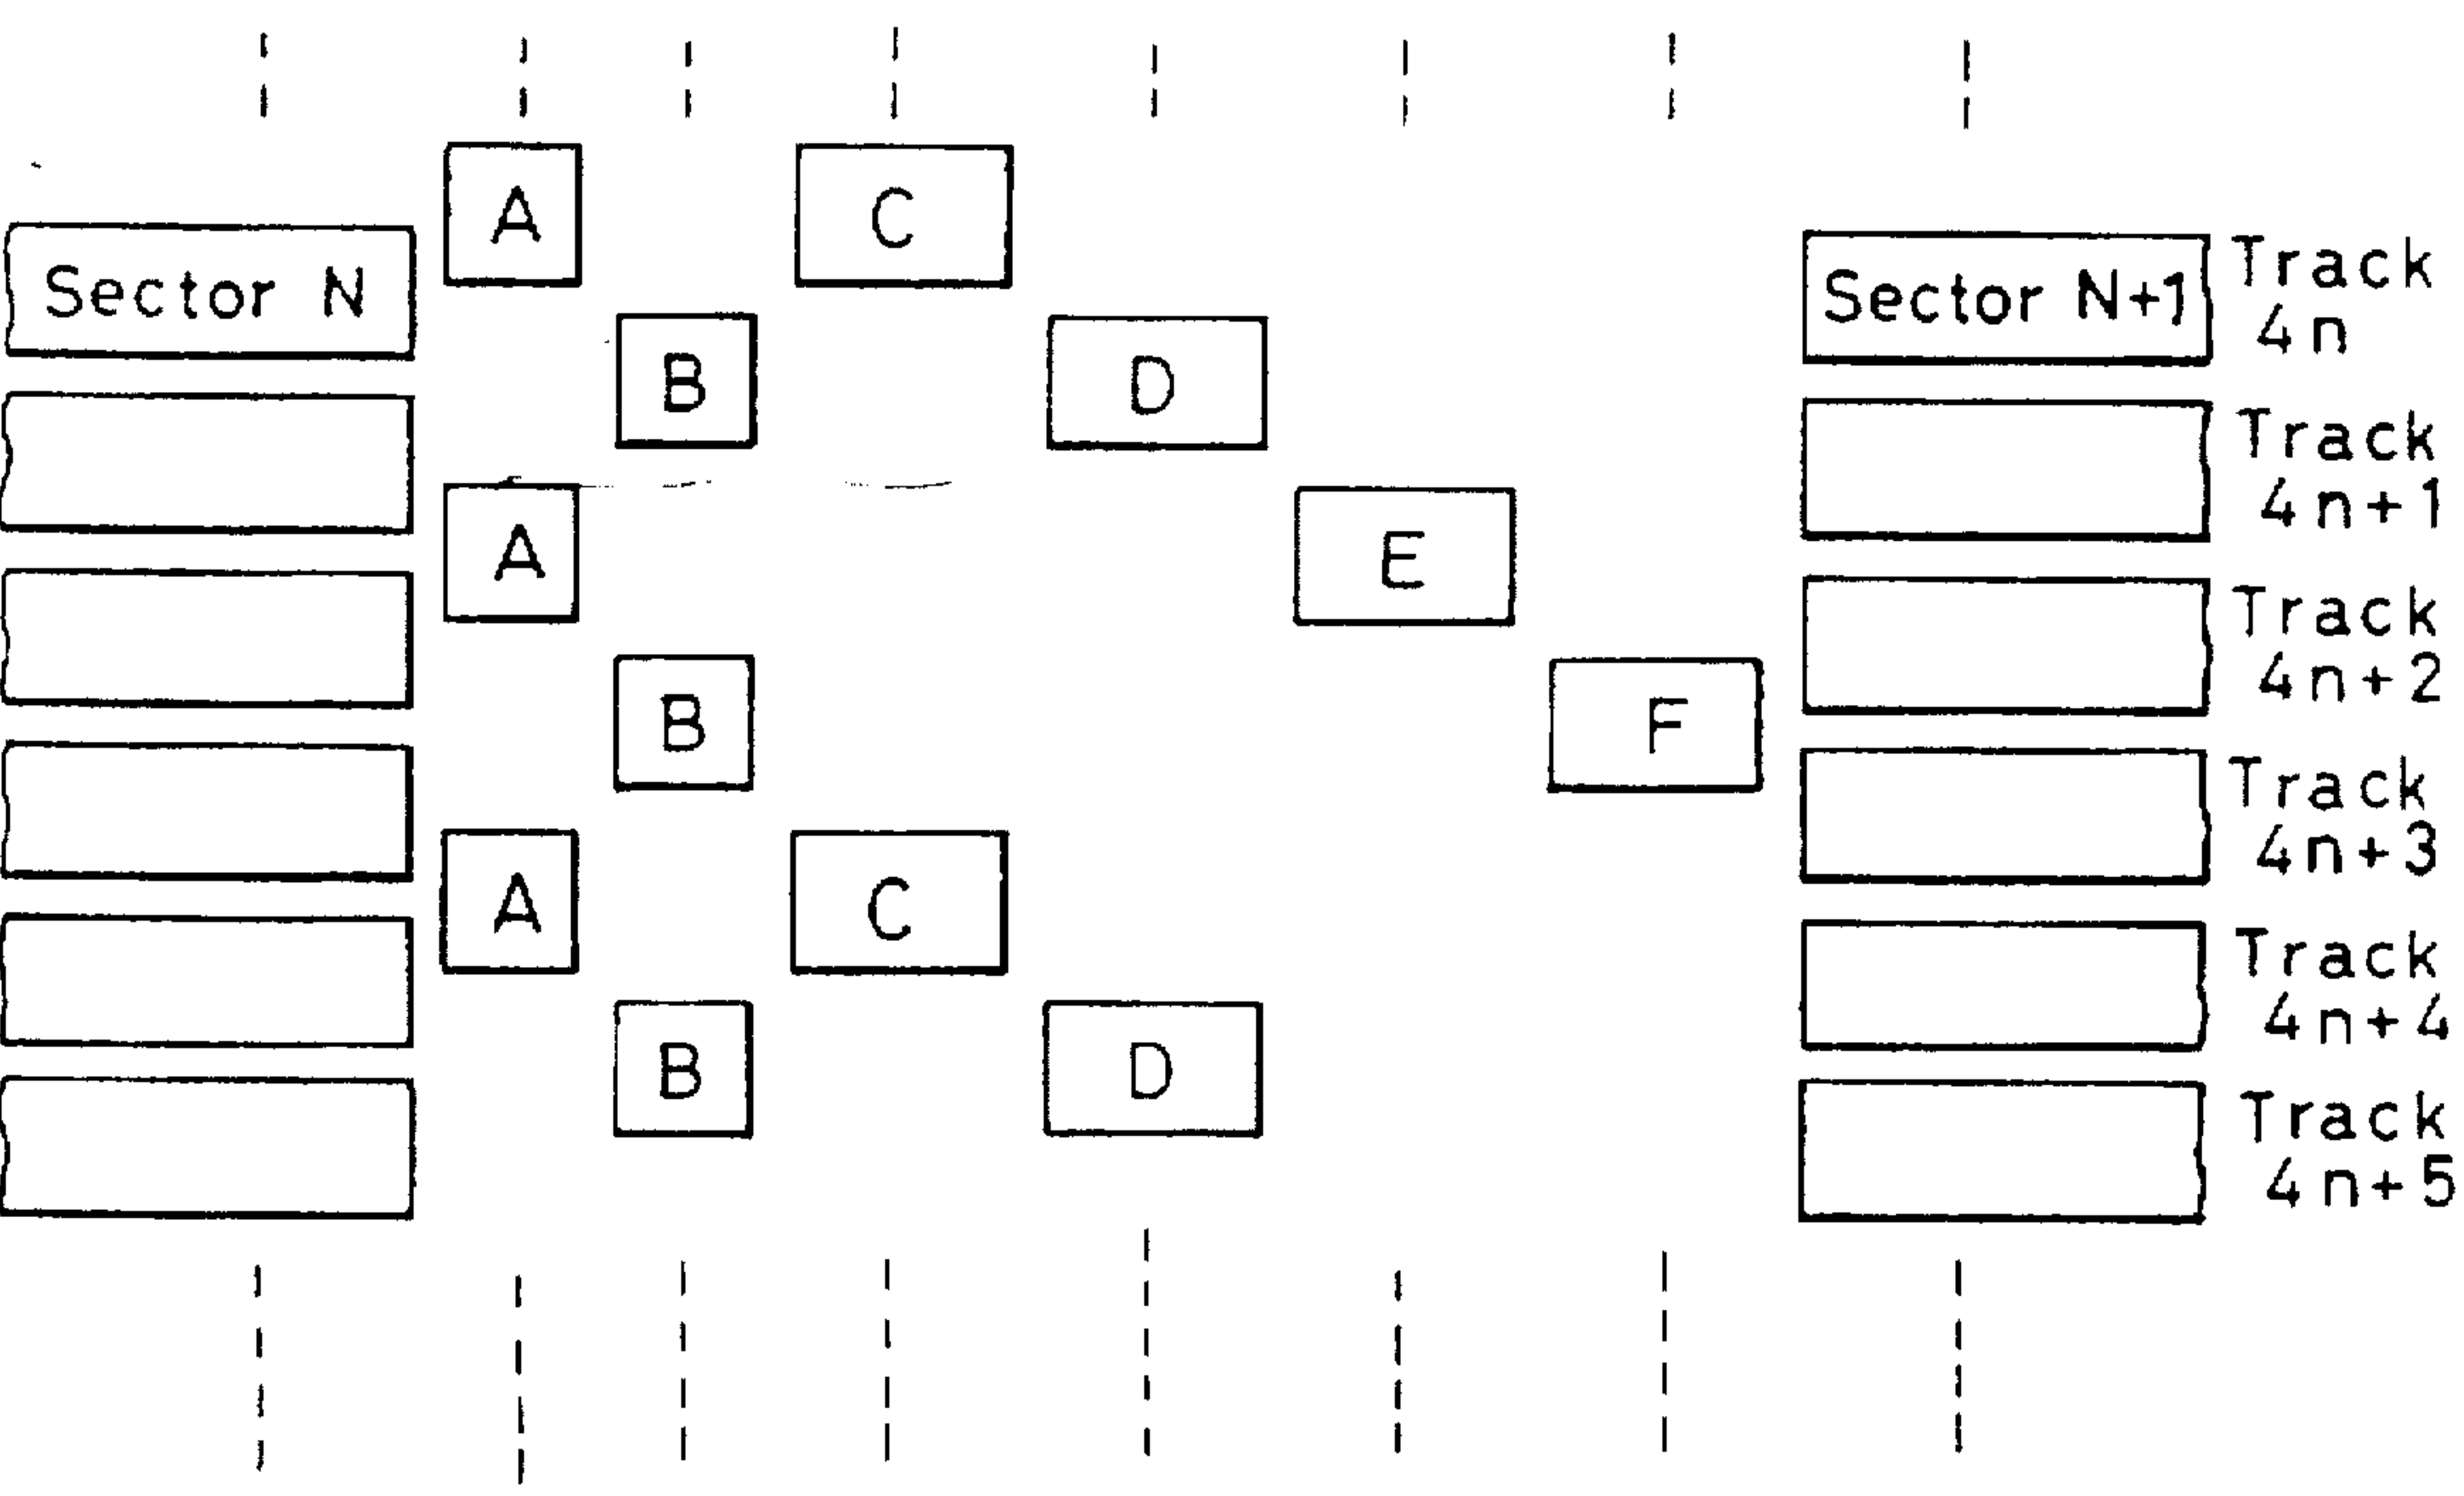 A C
Sector N Sector N+1 Track
4n
B D
Track
4n+1
A E
Track
4n+2
B F
Track
4n+3
A C
Track
4n+4
B D
Track
4n+5